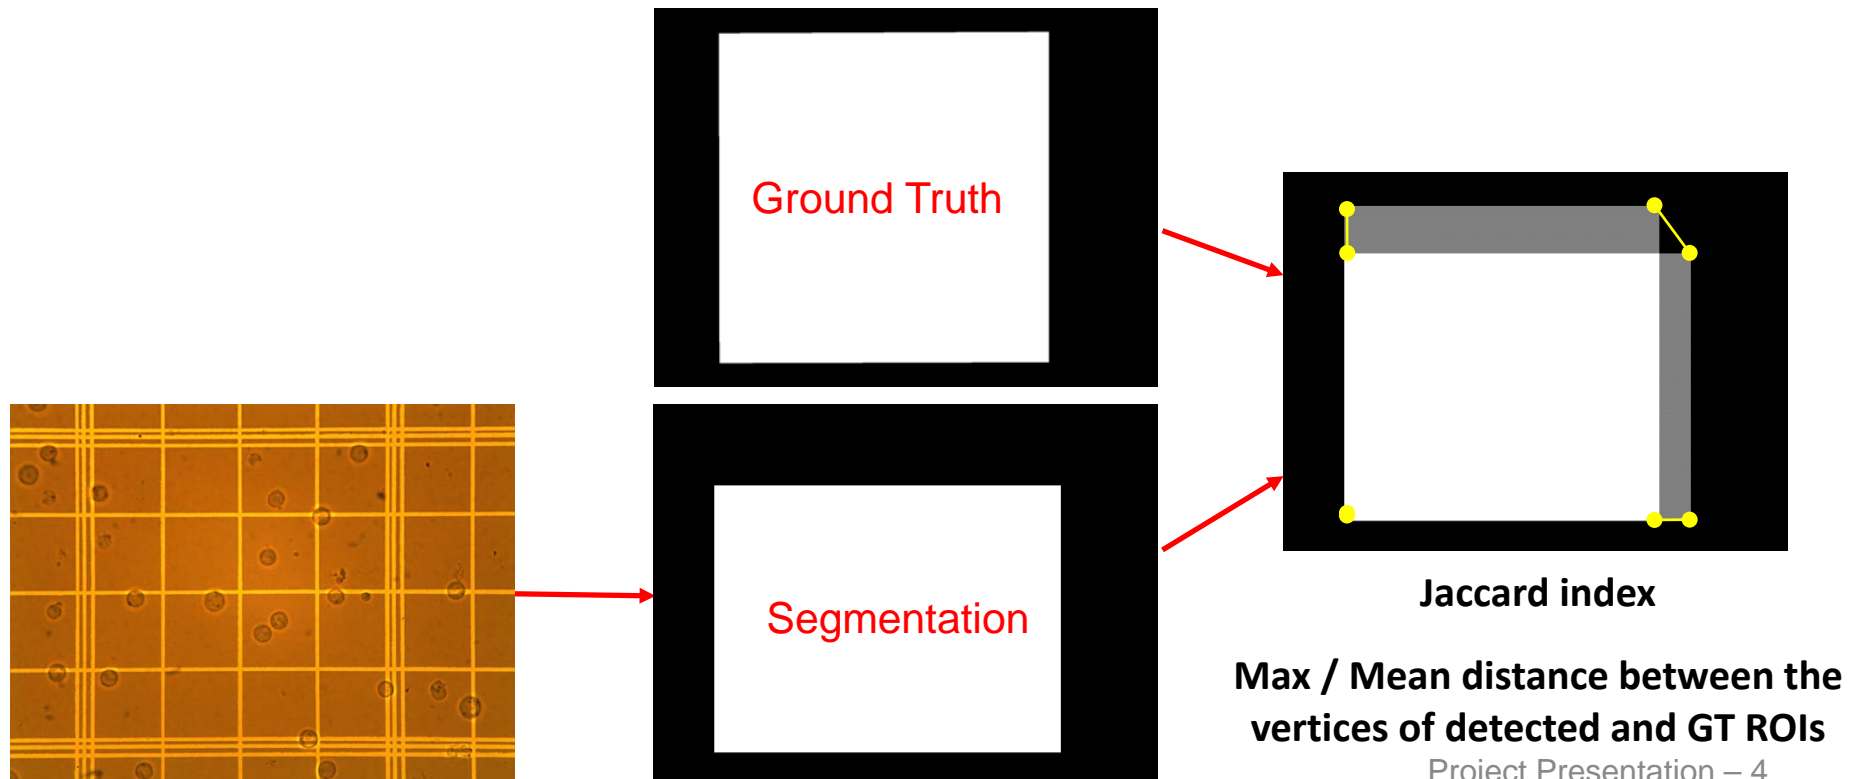 Ground Truth
Segmentation
Jaccard index
Max / Mean distance between the
vertices of detected and GT ROIs
Project Presentation – 4